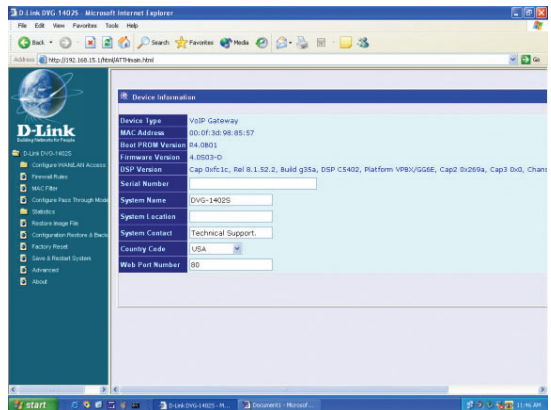 D-Link DVG-1402S - Microsoft Internet Explorer
File Edit View Favorites Tools Help
Back Search Favorites Media
Address http://192.168.15.1/html/ATTHmain.html Go
D-Link
Building Networks for People
D-Link DVG-1402S
Configure WAN/LAN Access
Firewall Rules
MAC Filter
Configure Pass Through Mode
Statistics
Restore Image File
Configuration Restore & Back
Factory Reset
Save & Restart System
Advanced
About
Device Information
Device Type VoIP Gateway
MAC Address 00:0f:3d:98:85:57
Boot PROM Version R4.0B01
Firmware Version 4.0S03-D
DSP Version Cap 0xfc1c, Rel 8.1.52.2, Build g35a, DSP C5402, Platform VPBX/GG6E, Cap2 0x269a, Cap3 0x0, Chans
Serial Number
System Name DVG-1402S
System Location
System Contact Technical Support.
Country Code USA
Web Port Number 80
start D-Link DVG-1402S - M... Document1 - Microsof... 11:46 AM